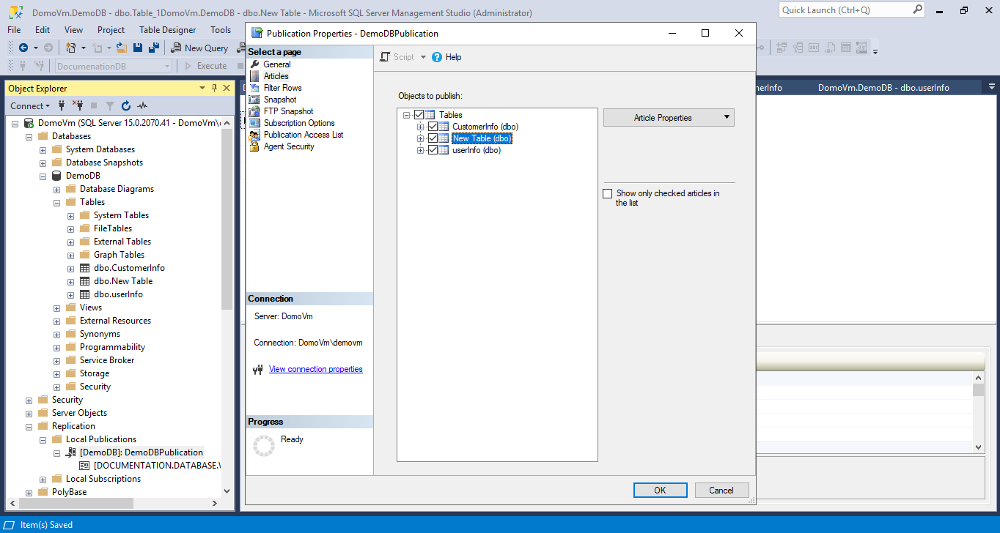 DomoVm.DemoDB - dbo.Table_1DomoVm.DemoDB - dbo.New Table - Microsoft SQL Server Management Studio (Administrator)
Quick Launch (Ctrl+Q)
File Edit View Project Table Designer Tools
New Query
DocumenationDB
Execute
Object Explorer
Connect
DomoVm (SQL Server 15.0.2070.41 - DomoVm\
Databases
System Databases
Database Snapshots
DemoDB
Database Diagrams
Tables
System Tables
FileTables
External Tables
Graph Tables
dbo.CustomerInfo
dbo.New Table
dbo.userInfo
Views
External Resources
Synonyms
Programmability
Service Broker
Storage
Security
Security
Server Objects
Replication
Local Publications
[DemoDB]: DemoDBPublication
[DOCUMENTATION.DATABASE.
Local Subscriptions
PolyBase
Publication Properties - DemoDBPublication
Select a page
General
Articles
Filter Rows
Snapshot
FTP Snapshot
Subscription Options
Publication Access List
Agent Security
Connection
Server: DomoVm
Connection: DomoVm\demovm
View connection properties
Progress
Ready
Script
Help
Objects to publish:
Tables
CustomerInfo (dbo)
New Table (dbo)
userInfo (dbo)
Article Properties
Show only checked articles in
the list
OK
Cancel
erInfo
DomoVm.DemoDB - dbo.userInfo
Item(s) Saved